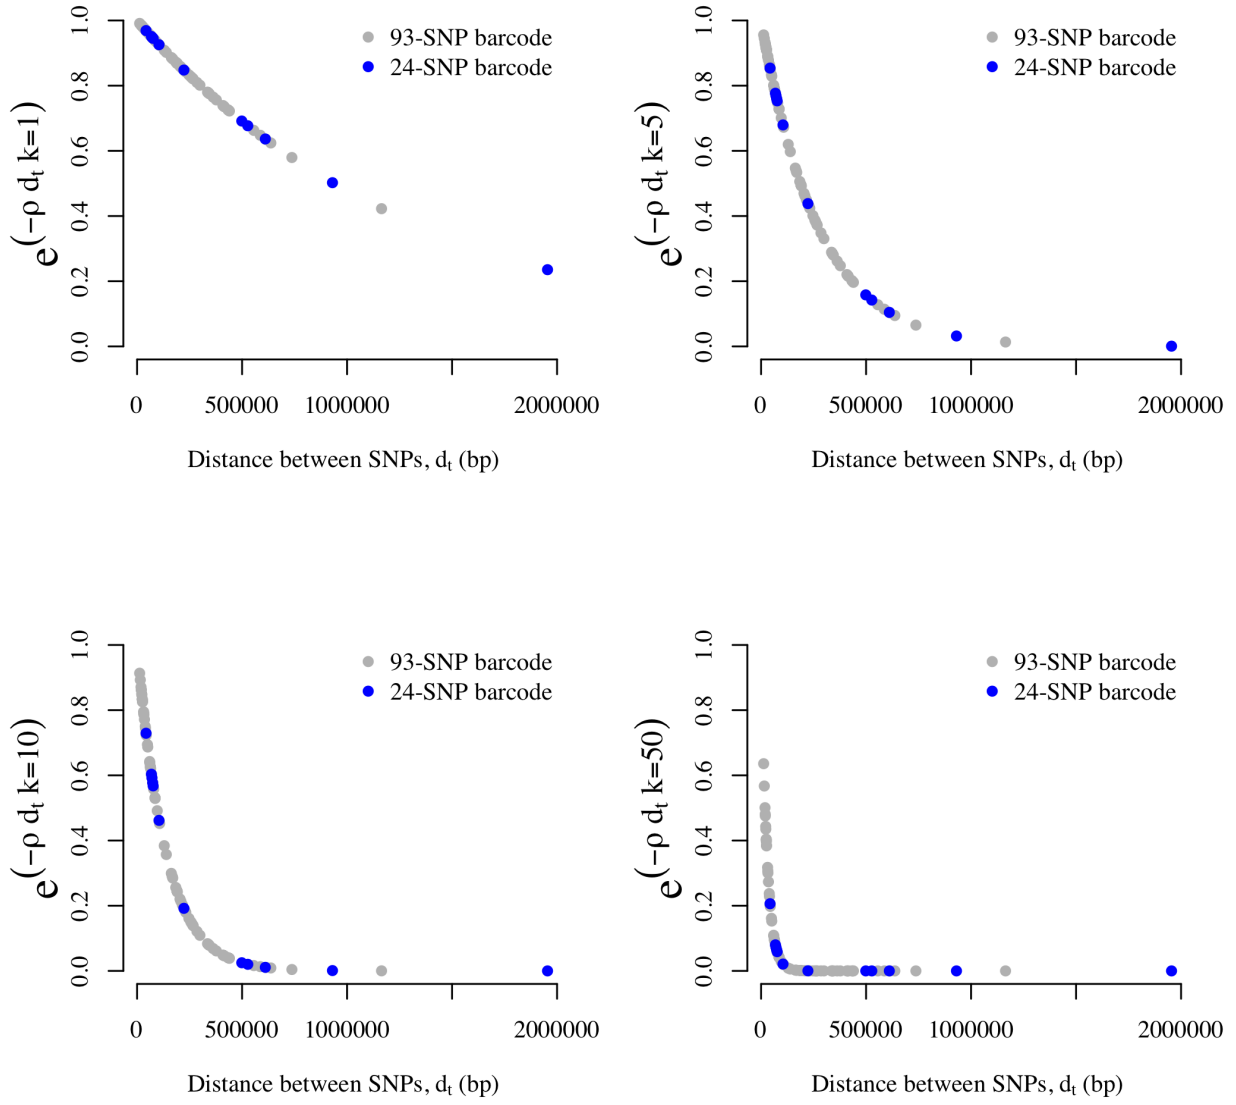 e(−ρ dt k=1)
1.0
0.8
0.6
0.4
0.2
0.0
93-SNP barcode
24-SNP barcode
0 500000 1000000 2000000
Distance between SNPs, dt (bp)
e(−ρ dt k=5)
1.0
0.8
0.6
0.4
0.2
0.0
93-SNP barcode
24-SNP barcode
0 500000 1000000 2000000
Distance between SNPs, dt (bp)
e(−ρ dt k=10)
1.0
0.8
0.6
0.4
0.2
0.0
93-SNP barcode
24-SNP barcode
0 500000 1000000 2000000
Distance between SNPs, dt (bp)
e(−ρ dt k=50)
1.0
0.8
0.6
0.4
0.2
0.0
93-SNP barcode
24-SNP barcode
0 500000 1000000 2000000
Distance between SNPs, dt (bp)